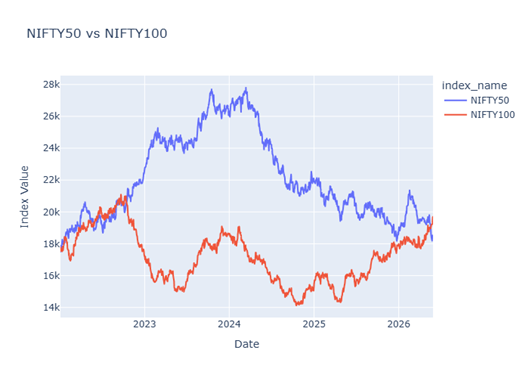 NIFTY50 vs NIFTY100
index_name
NIFTY50
NIFTY100
28k
26k
24k
22k
20k
18k
16k
14k
Index Value
2023
2024
2025
2026
Date